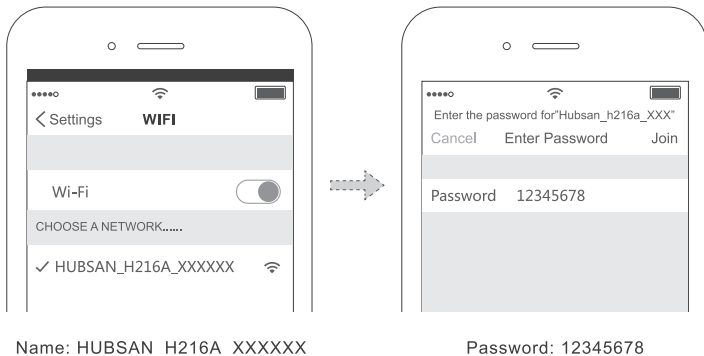 Settings WIFI
Wi-Fi
CHOOSE A NETWORK......
HUBSAN_H216A_XXXXXX
Enter the password for"Hubsan_h216a_XXX"
Cancel Enter Password Join
Password 12345678
Name: HUBSAN H216A XXXXXX
Password: 12345678